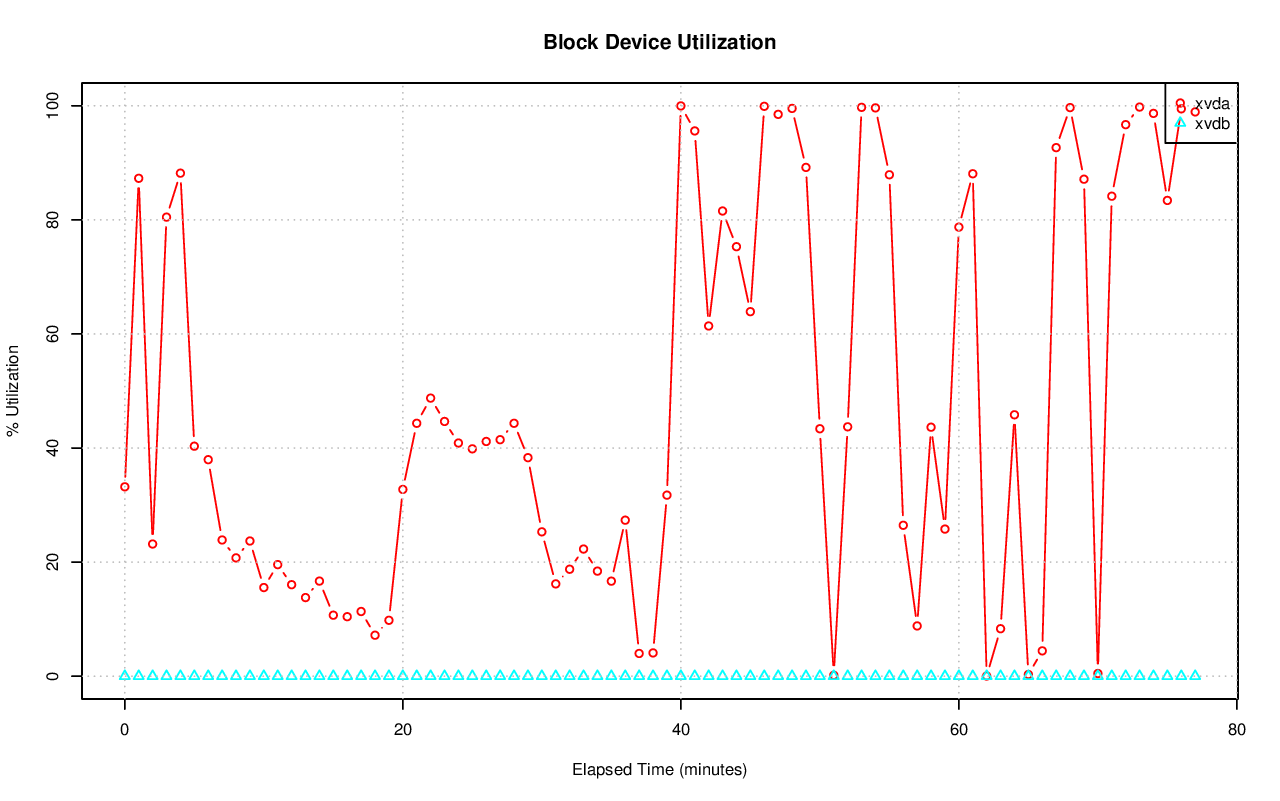 Block Device Utilization
% Utilization
100
80
60
40
20
0
xvda
xvdb
0 20 40 60 80
Elapsed Time (minutes)